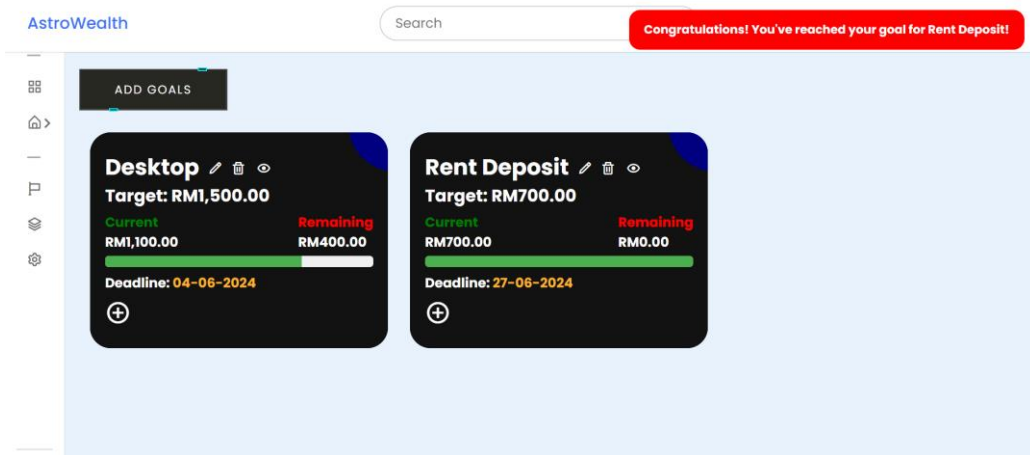 AstroWealth
Search
Congratulations! You've reached your goal for Rent Deposit!
ADD GOALS
Desktop
Target: RM1,500.00
Current Remaining
RM1,100.00 RM400.00
Deadline: 04-06-2024
Rent Deposit
Target: RM700.00
Current Remaining
RM700.00 RM0.00
Deadline: 27-06-2024